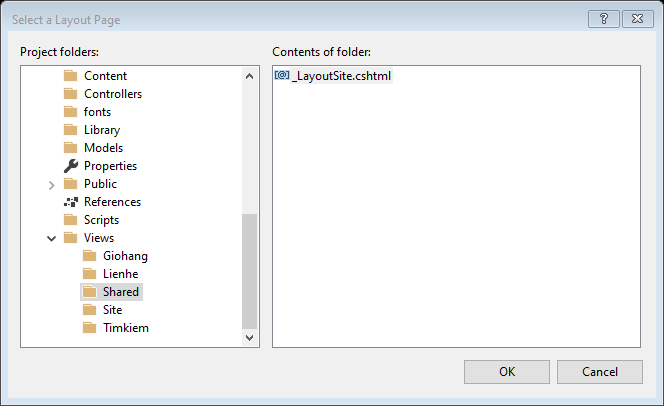 Select a Layout Page
Project folders:
Contents of folder:
Content
Controllers
fonts
Library
Models
Properties
Public
References
Scripts
Views
Giohang
Lienhe
Shared
Site
Timkiem
[@] _LayoutSite.cshtml
OK
Cancel